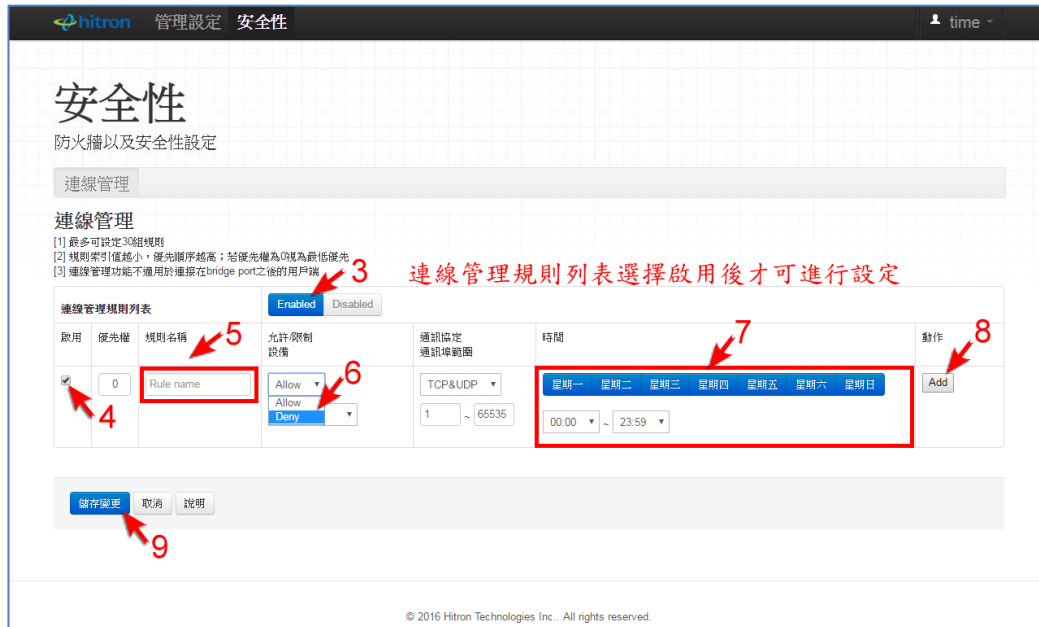 hitron 管理設定 安全性 time
安全性
防火牆以及安全性設定
連線管理
連線管理
[1] 最多可設定30組規則
[2] 規則索引值越小，優先順序越高；若優先權為0視為最低優先
[3] 連線管理功能不適用於連接在bridge port之後的用戶端
3 連線管理規則列表選擇啟用後才可進行設定
連線管理規則列表 Enabled Disabled
啟用 優先權 規則名稱 5 允許/限制 通訊協定 時間 7 動作 8
設備 通訊埠範圍
0 Rule name Allow 6 TCP&UDP 星期一 星期二 星期三 星期四 星期五 星期六 星期日 Add
Allow
4 Deny 1 ~ 65535 00:00 ~ 23:59
儲存變更 取消 說明
9
© 2016 Hitron Technologies Inc.. All rights reserved.